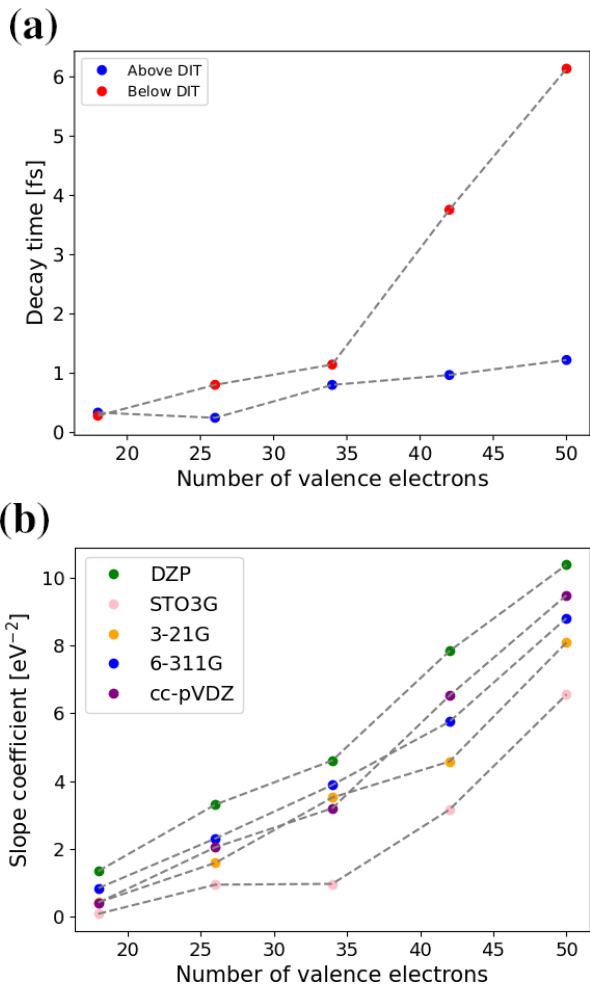 (a)
6
5
4
3
2
1
0
Decay time [fs]
Above DIT
Below DIT
20 25 30 35 40 45 50
Number of valence electrons
(b)
10
8
6
4
2
0
Slope coefficient [eV⁻²]
DZP
STO3G
3-21G
6-311G
cc-pVDZ
20 25 30 35 40 45 50
Number of valence electrons